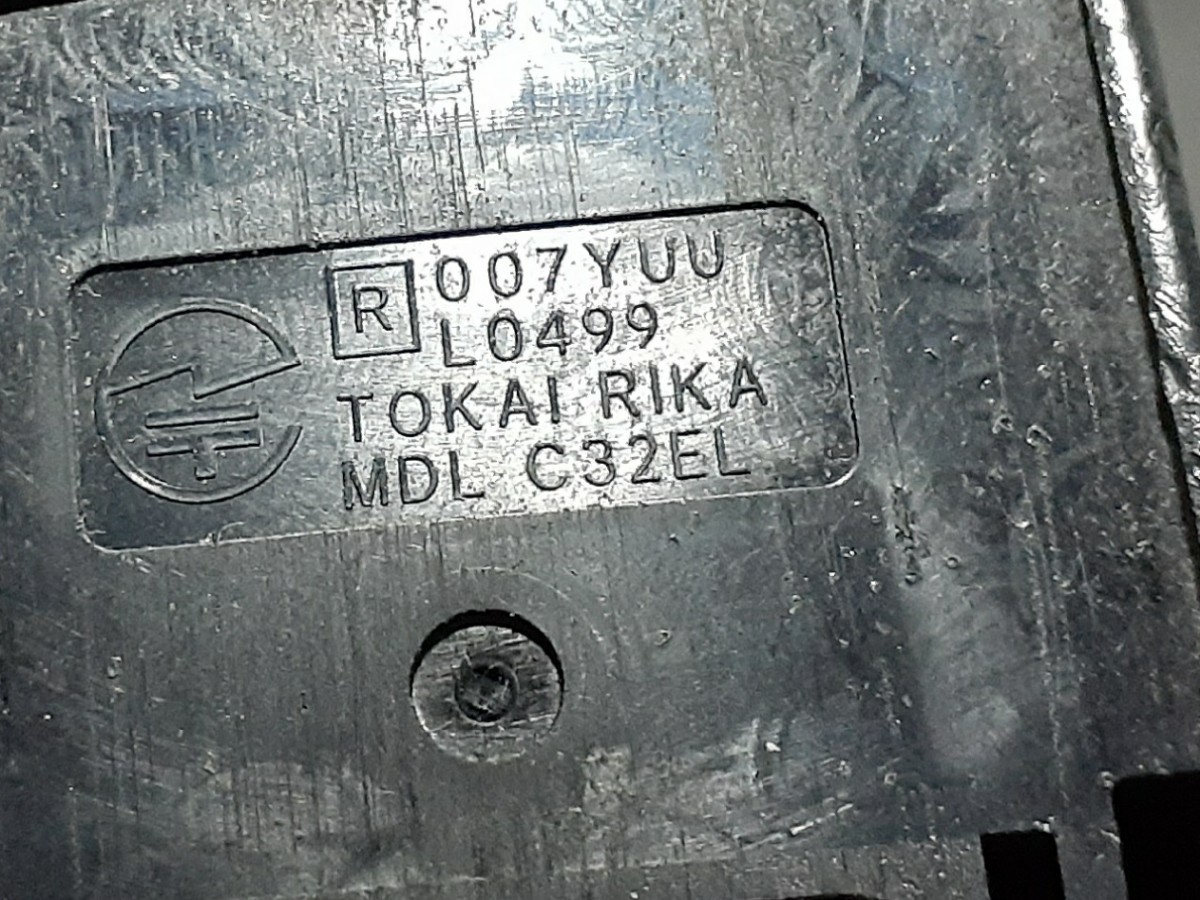 R 007YUU
L0499
TOKAI RIKA
MDL C32EL